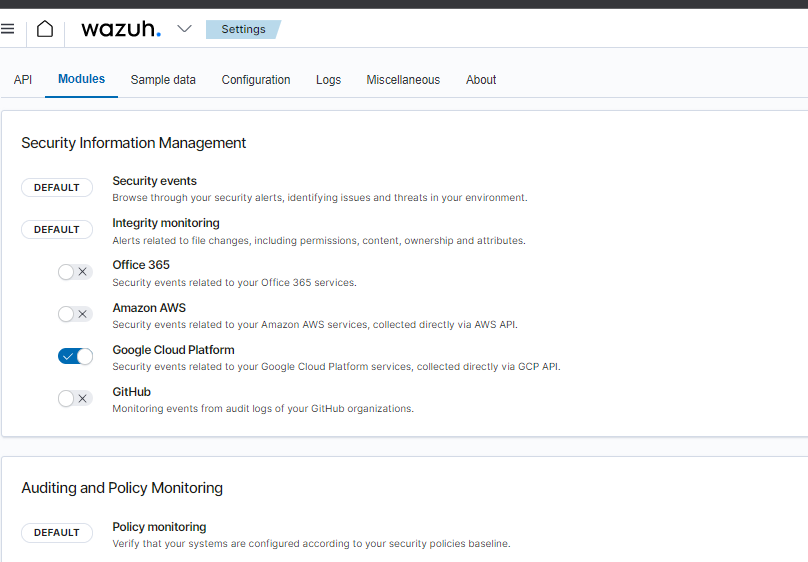 wazuh.
Settings
API Modules Sample data Configuration Logs Miscellaneous About
Security Information Management
DEFAULT Security events
Browse through your security alerts, identifying issues and threats in your environment.
DEFAULT Integrity monitoring
Alerts related to file changes, including permissions, content, ownership and attributes.
Office 365
Security events related to your Office 365 services.
Amazon AWS
Security events related to your Amazon AWS services, collected directly via AWS API.
Google Cloud Platform
Security events related to your Google Cloud Platform services, collected directly via GCP API.
GitHub
Monitoring events from audit logs of your GitHub organizations.
Auditing and Policy Monitoring
DEFAULT Policy monitoring
Verify that your systems are configured according to your security policies baseline.